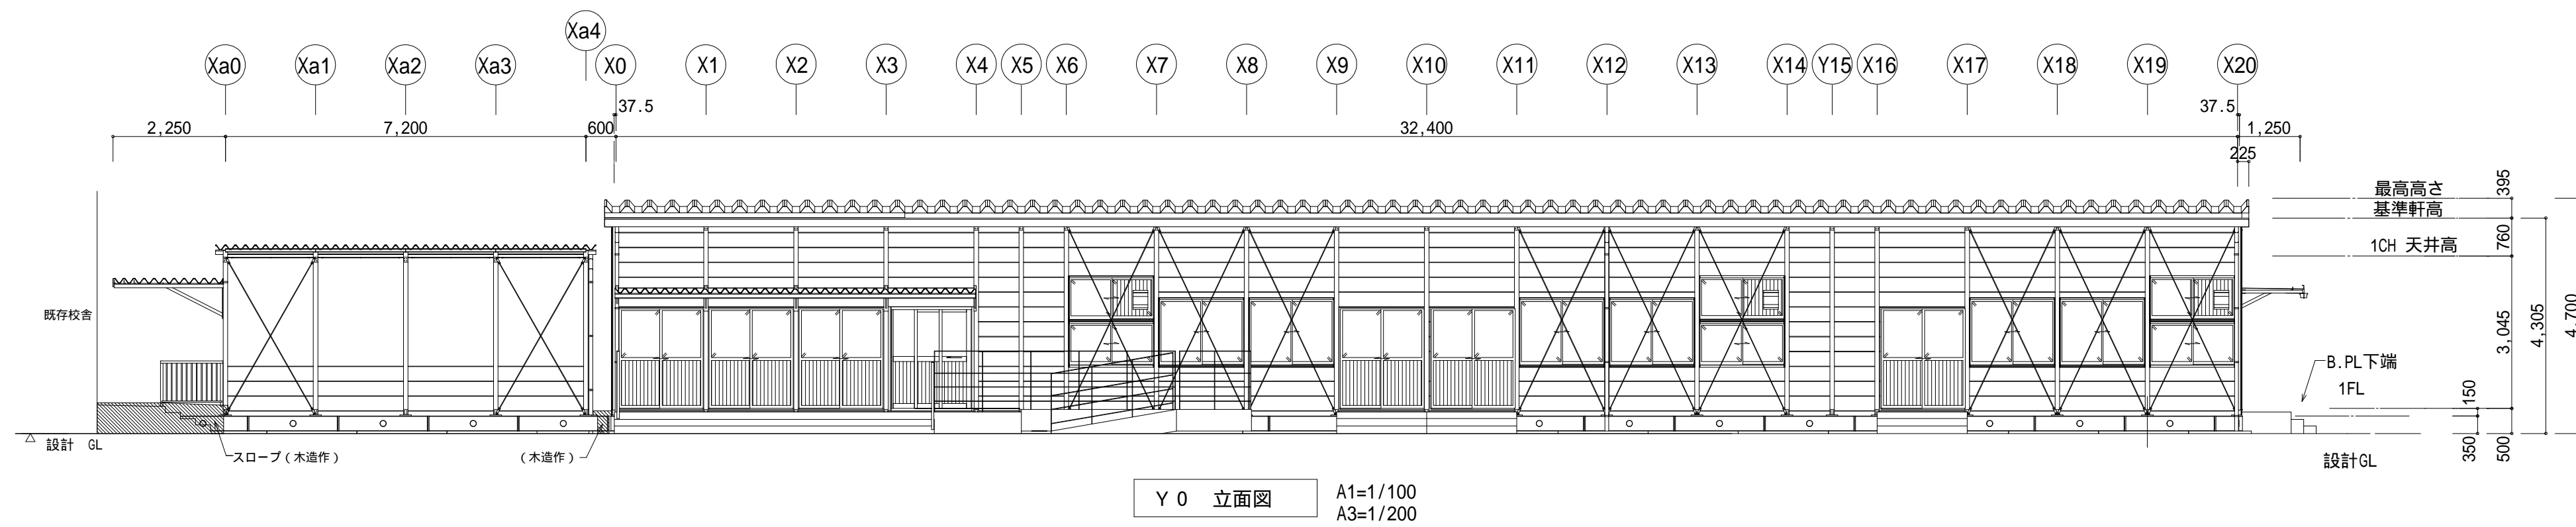 Xa4
Xa0 Xa1 Xa2 Xa3 X0 X1 X2 X3 X4 X5 X6 X7 X8 X9 X10 X11 X12 X13 X14 Y15 X16 X17 X18 X19 X20
37.5 37.5
2,250 7,200 600 32,400 1,250
225
最高高さ 395
基準軒高
1CH 天井高 760
既存校舎
3,045 4,305 4,700
B.PL下端
1FL
150
設計 GL
スロープ(木造作) (木造作)
設計GL 350 500
Y 0 立面図
A1=1/100
A3=1/200